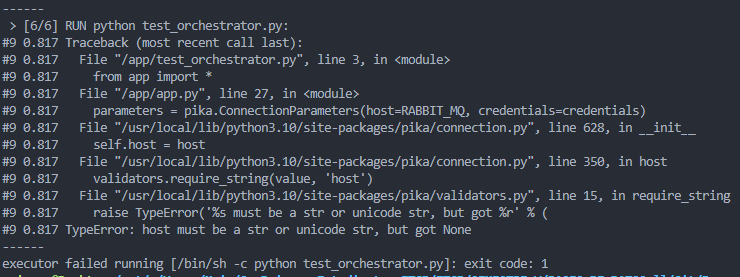 ------
 > [6/6] RUN python test_orchestrator.py:
#9 0.817 Traceback (most recent call last):
#9 0.817   File "/app/test_orchestrator.py", line 3, in <module>
#9 0.817     from app import *
#9 0.817   File "/app/app.py", line 27, in <module>
#9 0.817     parameters = pika.ConnectionParameters(host=RABBIT_MQ, credentials=credentials)
#9 0.817   File "/usr/local/lib/python3.10/site-packages/pika/connection.py", line 628, in __init__
#9 0.817     self.host = host
#9 0.817   File "/usr/local/lib/python3.10/site-packages/pika/connection.py", line 350, in host
#9 0.817     validators.require_string(value, 'host')
#9 0.817   File "/usr/local/lib/python3.10/site-packages/pika/validators.py", line 15, in require_string
#9 0.817     raise TypeError('%s must be a str or unicode str, but got %r' % (
#9 0.817 TypeError: host must be a str or unicode str, but got None
------
executor failed running [/bin/sh -c python test_orchestrator.py]: exit code: 1